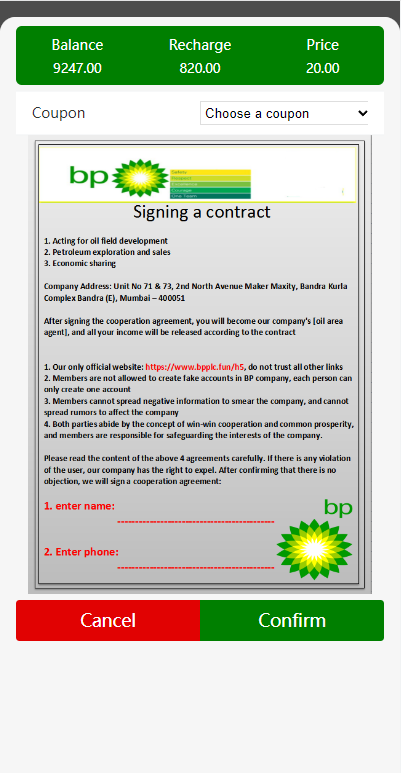 Balance Recharge Price
9247.00 820.00 20.00
Coupon Choose a coupon
bp
Safety
Respect
Excellence
Courage
One Team
Signing a contract
1. Acting for oil field development
2. Petroleum exploration and sales
3. Economic sharing
Company Address: Unit No 71 & 73, 2nd North Avenue Maker Maxity, Bandra Kurla
Complex Bandra (E), Mumbai – 400051
After signing the cooperation agreement, you will become our company's [oil area
agent], and all your income will be released according to the contract
1. Our only official website: https://www.bpplc.fun/h5, do not trust all other links
2. Members are not allowed to create fake accounts in BP company, each person can
only create one account
3. Members cannot spread negative information to smear the company, and cannot
spread rumors to affect the company
4. Both parties abide by the concept of win-win cooperation and common prosperity,
and members are responsible for safeguarding the interests of the company.
Please read the content of the above 4 agreements carefully. If there is any violation
of the user, our company has the right to expel. After confirming that there is no
objection, we will sign a cooperation agreement:
1. enter name:
bp
2. Enter phone:
Cancel Confirm